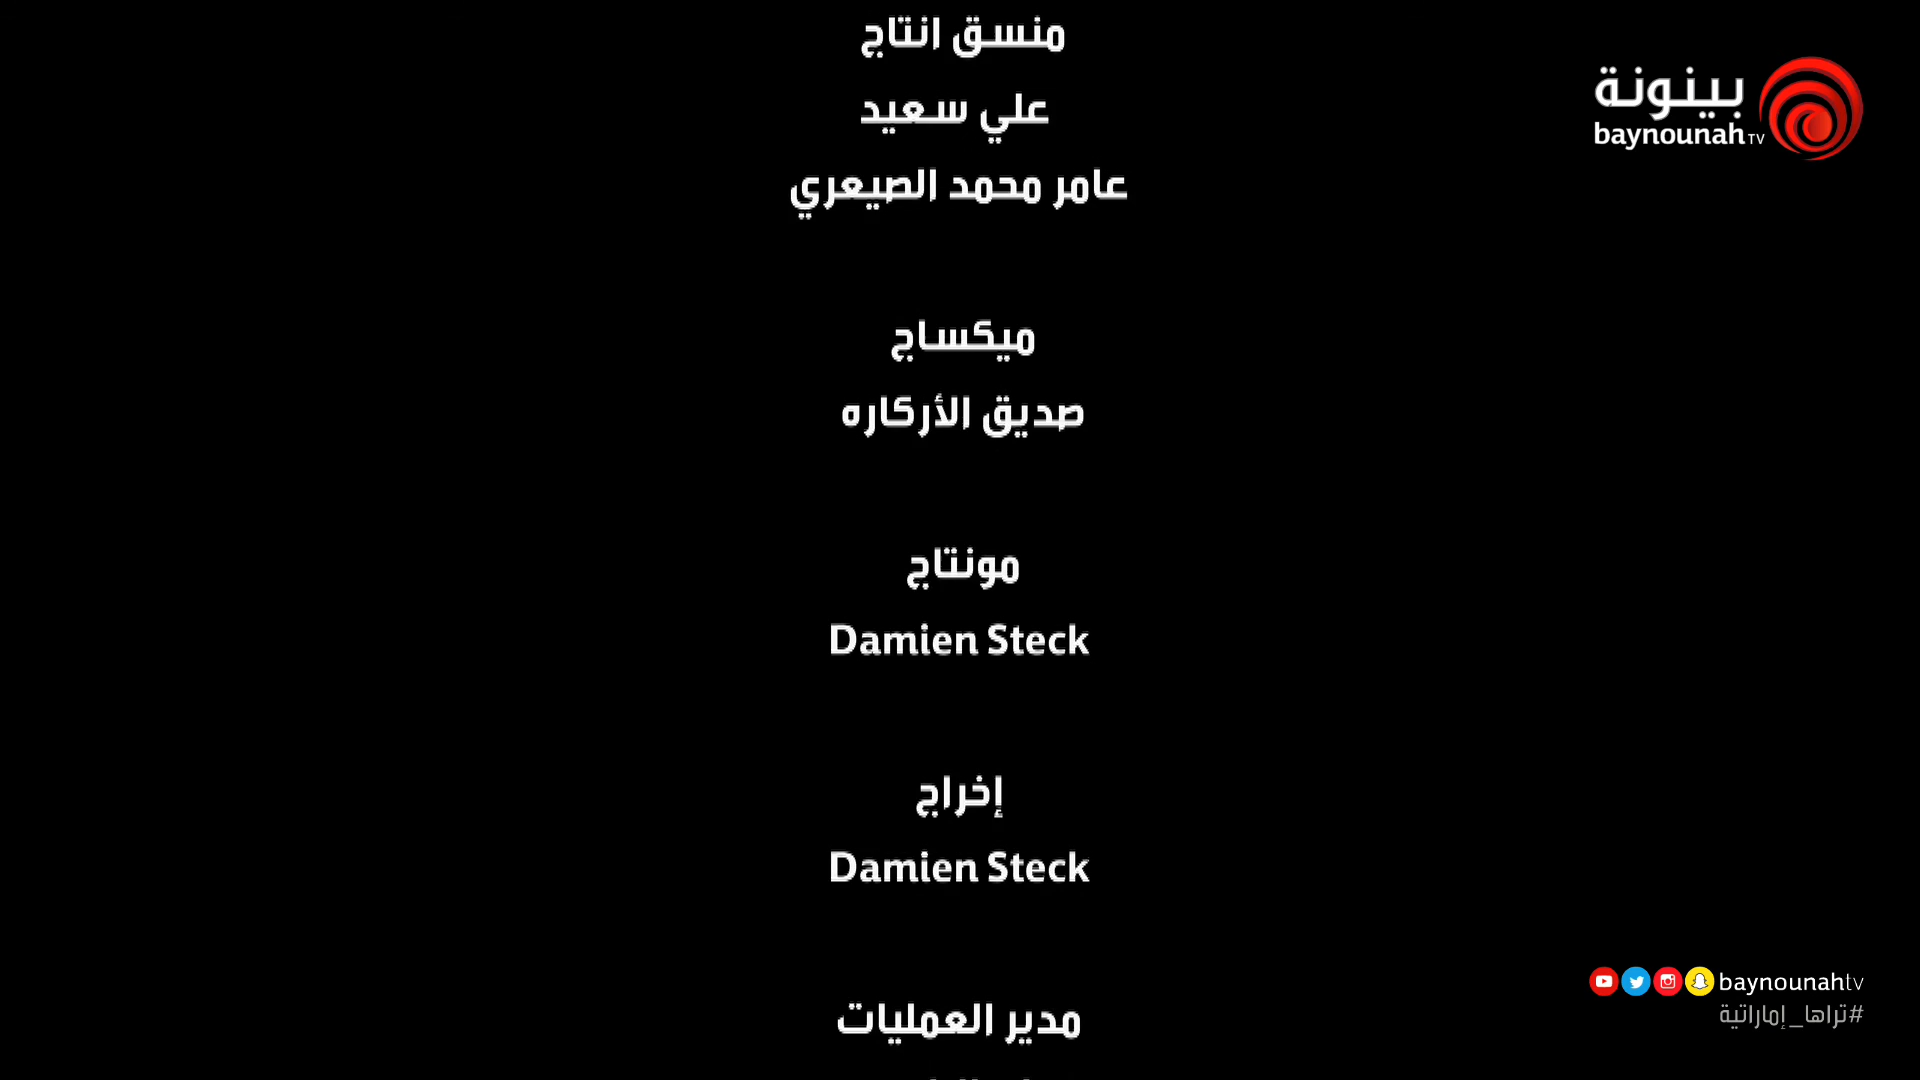 منسق انتاج
علي سعيد
عامر محمد الصيعري
ميكساج
صديق الأركاره
مونتاج
Damien Steck
إخراج
Damien Steck
مدير العمليات
بينونة
baynounah TV
baynounahtv
#تراها_إماراتية